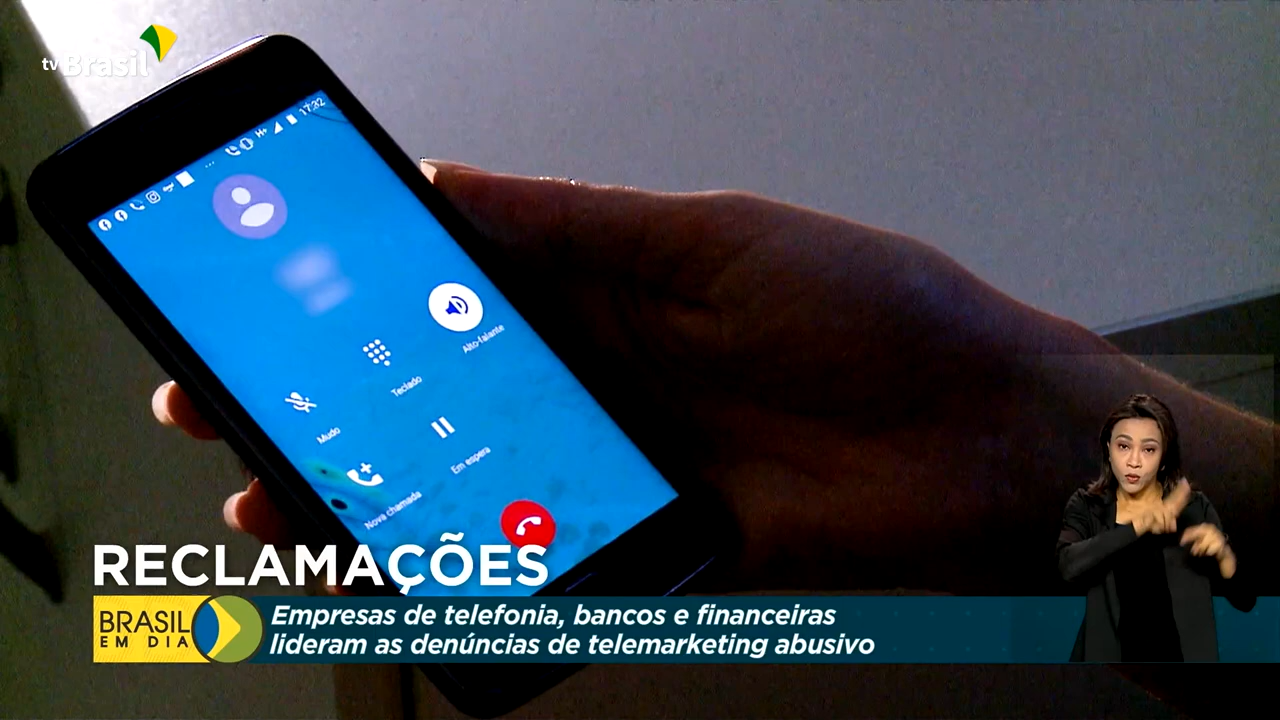 tv Brasil
17:32
Alto-falante
Teclado
Mudo
Em espera
Nova chamada
RECLAMAÇÕES
BRASIL
EM DIA
Empresas de telefonia, bancos e financeiras
lideram as denúncias de telemarketing abusivo